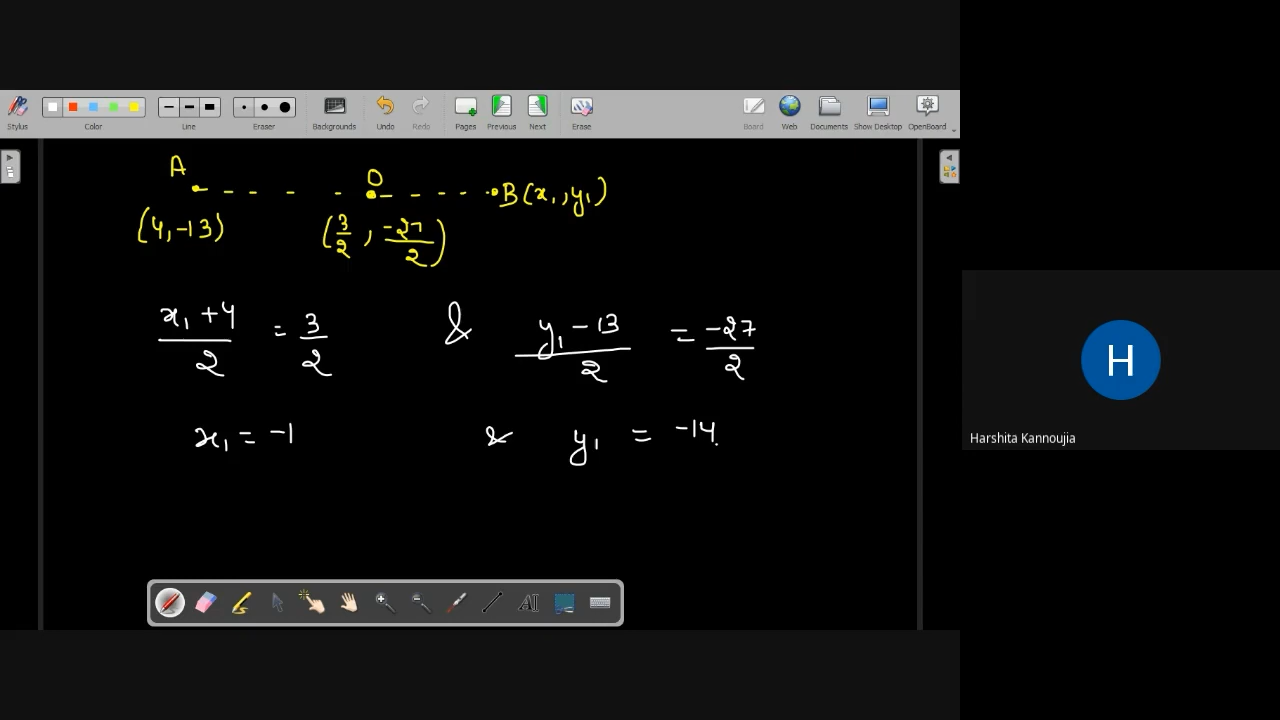 Stylus Color Line Eraser Backgrounds Undo Redo Pages Previous Next Erase Board Web Documents Show Desktop OpenBoard
A O B(x₁,y₁)
(4,-13) (3/2, -27/2)
(x₁+4)/2 = 3/2 & (y₁-13)/2 = -27/2
x₁ = -1 & y₁ = -14.
AI
H
Harshita Kannoujia